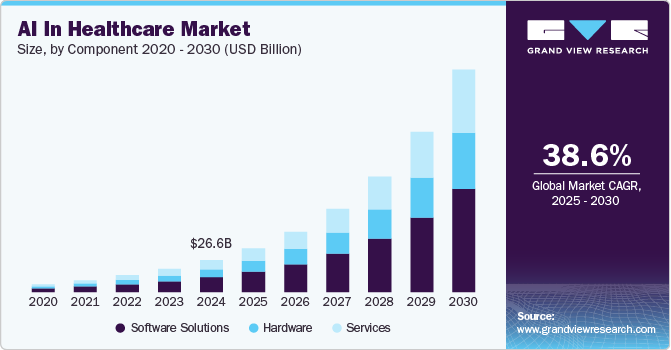 AI In Healthcare Market
Size, by Component 2020 - 2030 (USD Billion)
$26.6B
2020 2021 2022 2023 2024 2025 2026 2027 2028 2029 2030
Software Solutions Hardware Services
GRAND VIEW RESEARCH
38.6%
Global Market CAGR,
2025 - 2030
Source:
www.grandviewresearch.com